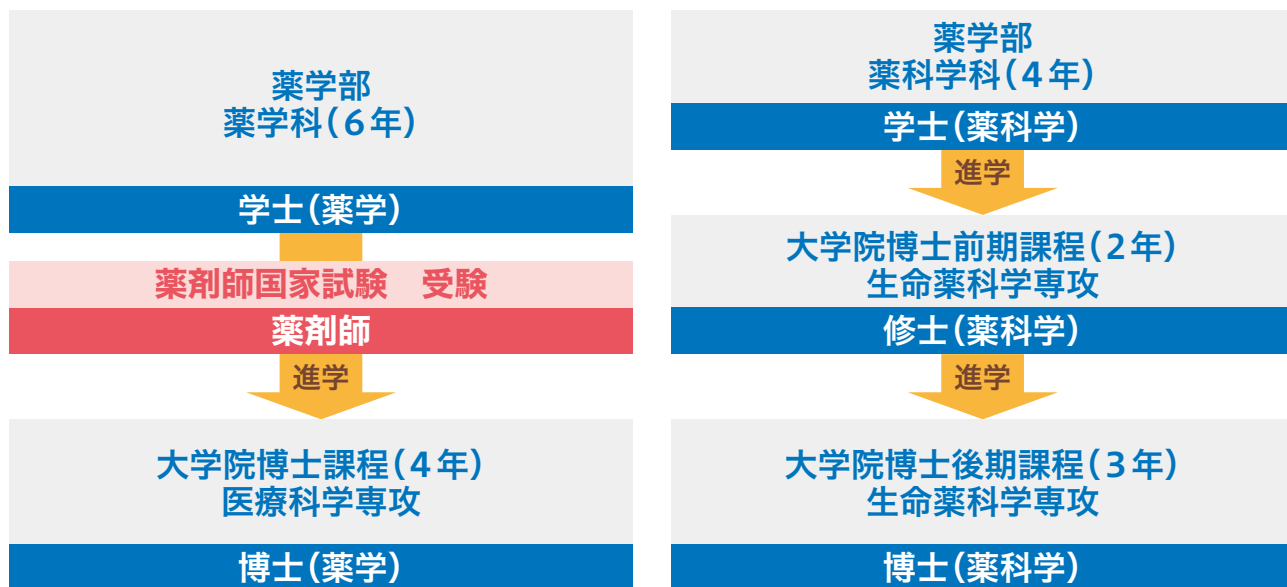 薬学部
薬学科（6年）
学士（薬学）
薬剤師国家試験　受験
薬剤師
進学
大学院博士課程（4年）
医療科学専攻
博士（薬学）
薬学部
薬科学科（4年）
学士（薬科学）
進学
大学院博士前期課程（2年）
生命薬科学専攻
修士（薬科学）
進学
大学院博士後期課程（3年）
生命薬科学専攻
博士（薬科学）